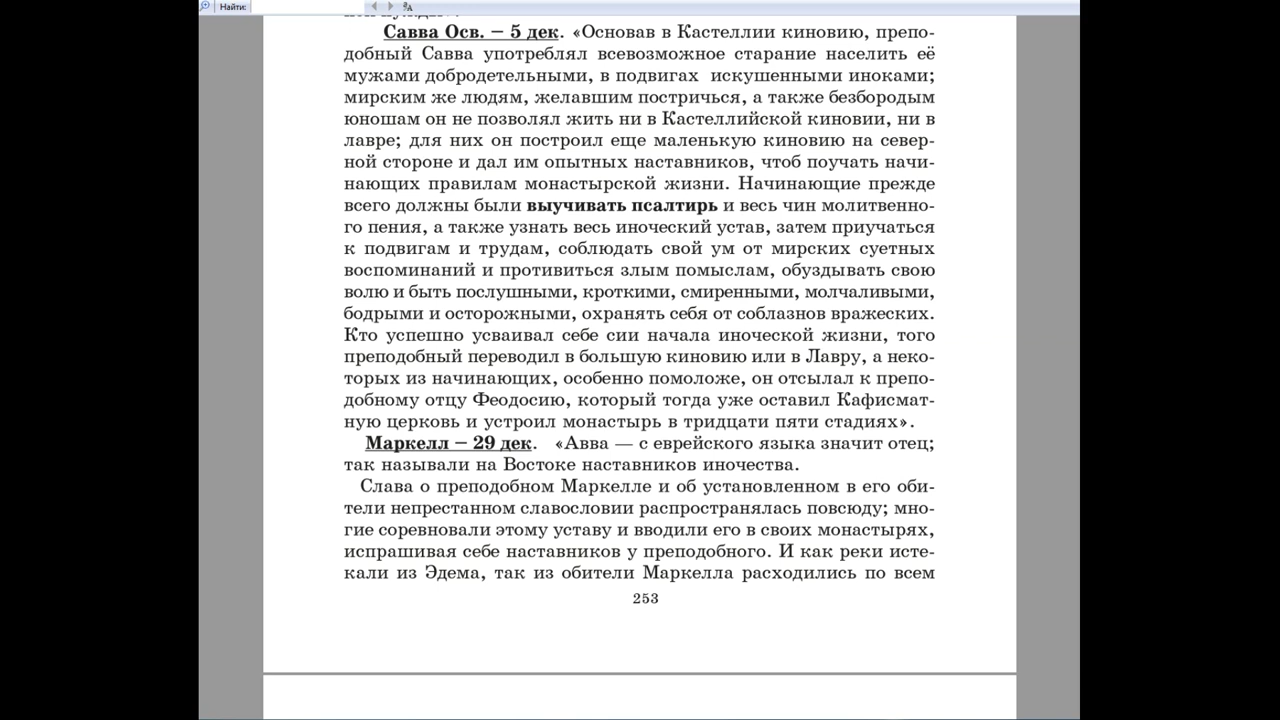 Найти:
Савва Осв. – 5 дек. «Основав в Кастеллии киновию, препо-
добный Савва употреблял всевозможное старание населить её
мужами добродетельными, в подвигах искушенными иноками;
мирским же людям, желавшим постричься, а также безбородым
юношам он не позволял жить ни в Кастеллийской киновии, ни в
лавре; для них он построил еще маленькую киновию на север-
ной стороне и дал им опытных наставников, чтоб поучать начи-
нающих правилам монастырской жизни. Начинающие прежде
всего должны были выучивать псалтирь и весь чин молитвенно-
го пения, а также узнать весь иноческий устав, затем приучаться
к подвигам и трудам, соблюдать свой ум от мирских суетных
воспоминаний и противиться злым помыслам, обуздывать свою
волю и быть послушными, кроткими, смиренными, молчаливыми,
бодрыми и осторожными, охранять себя от соблазнов вражеских.
Кто успешно усваивал себе сии начала иноческой жизни, того
преподобный переводил в большую киновию или в Лавру, а неко-
торых из начинающих, особенно помоложе, он отсылал к препо-
добному отцу Феодосию, который тогда уже оставил Кафисмат-
ную церковь и устроил монастырь в тридцати пяти стадиях».
Маркелл – 29 дек. «Авва — с еврейского языка значит отец;
так называли на Востоке наставников иночества.
Слава о преподобном Маркелле и об установленном в его оби-
тели непрестанном славословии распространялась повсюду; мно-
гие соревновали этому уставу и вводили его в своих монастырях,
испрашивая себе наставников у преподобного. И как реки исте-
кали из Эдема, так из обители Маркелла расходились по всем
253